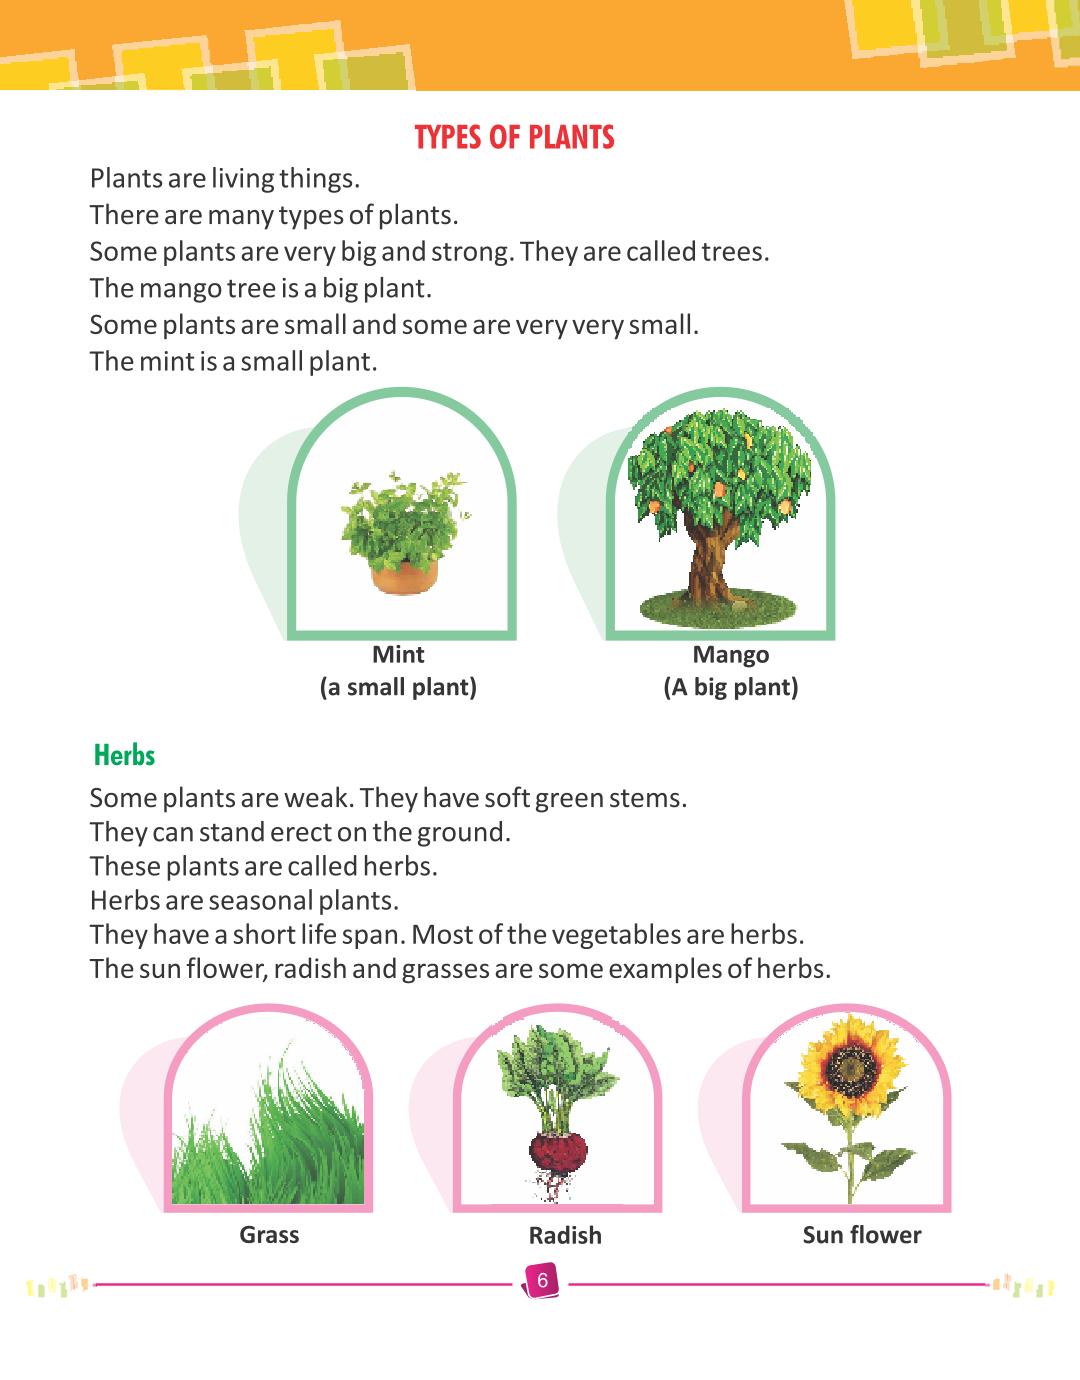 TYPES OF PLANTS
Plants are living things.
There are many types of plants.
Some plants are very big and strong. They are called trees.
The mango tree is a big plant.
Some plants are small and some are very very small.
The mint is a small plant.
Mint
(a small plant)
Mango
(A big plant)
Herbs
Some plants are weak. They have soft green stems.
They can stand erect on the ground.
These plants are called herbs.
Herbs are seasonal plants.
They have a short life span. Most of the vegetables are herbs.
The sun flower, radish and grasses are some examples of herbs.
Grass
Radish
Sun flower
6